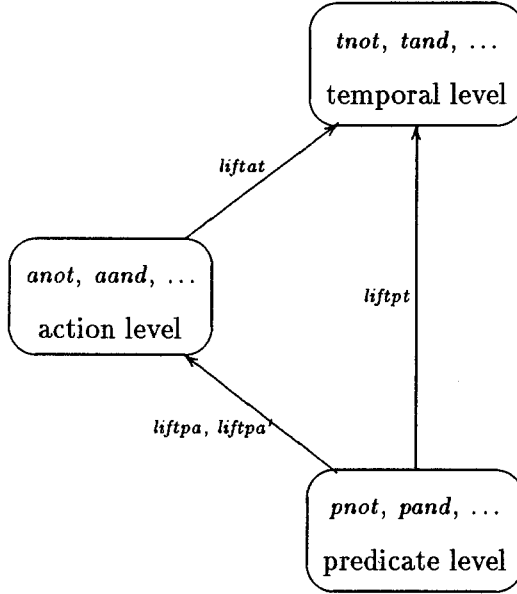 tnot, tand, ...
temporal level
liftat
anot, aand, ...
action level
liftpt
liftpa, liftpa'
pnot, pand, ...
predicate level